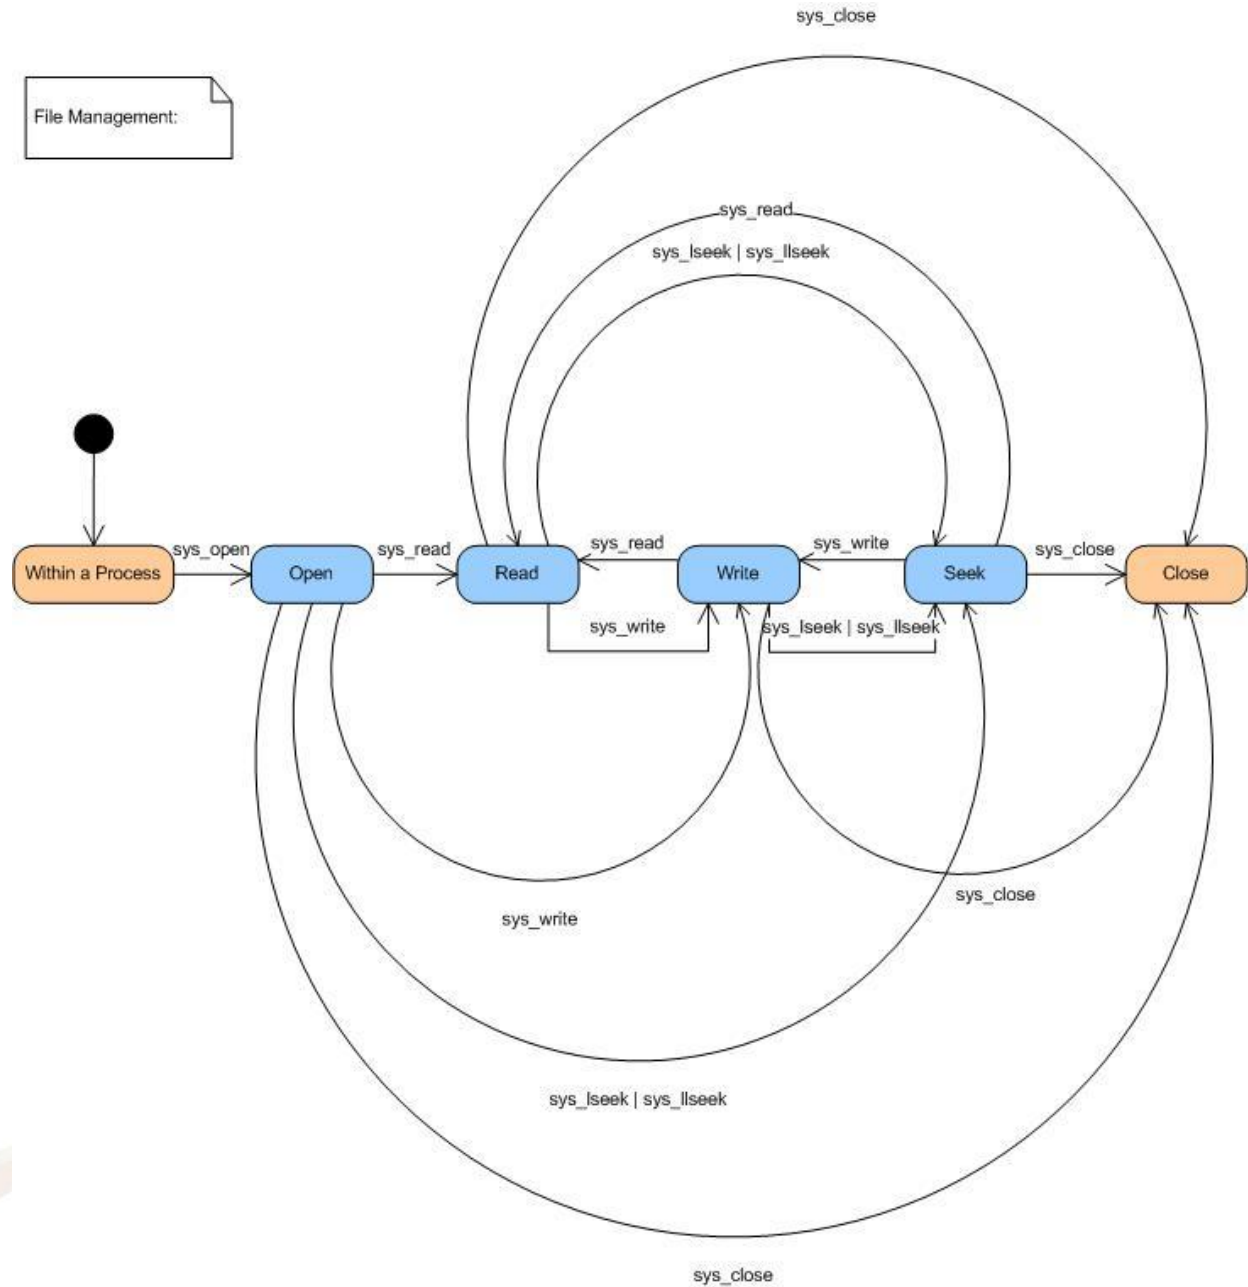 sys_close
File Management:
sys_read
sys_lseek | sys_llseek
sys_open
sys_read
sys_read
sys_write
sys_close
Within a Process
Open
Read
Write
Seek
Close
sys_write
sys_lseek | sys_llseek
sys_close
sys_write
sys_lseek | sys_llseek
sys_close